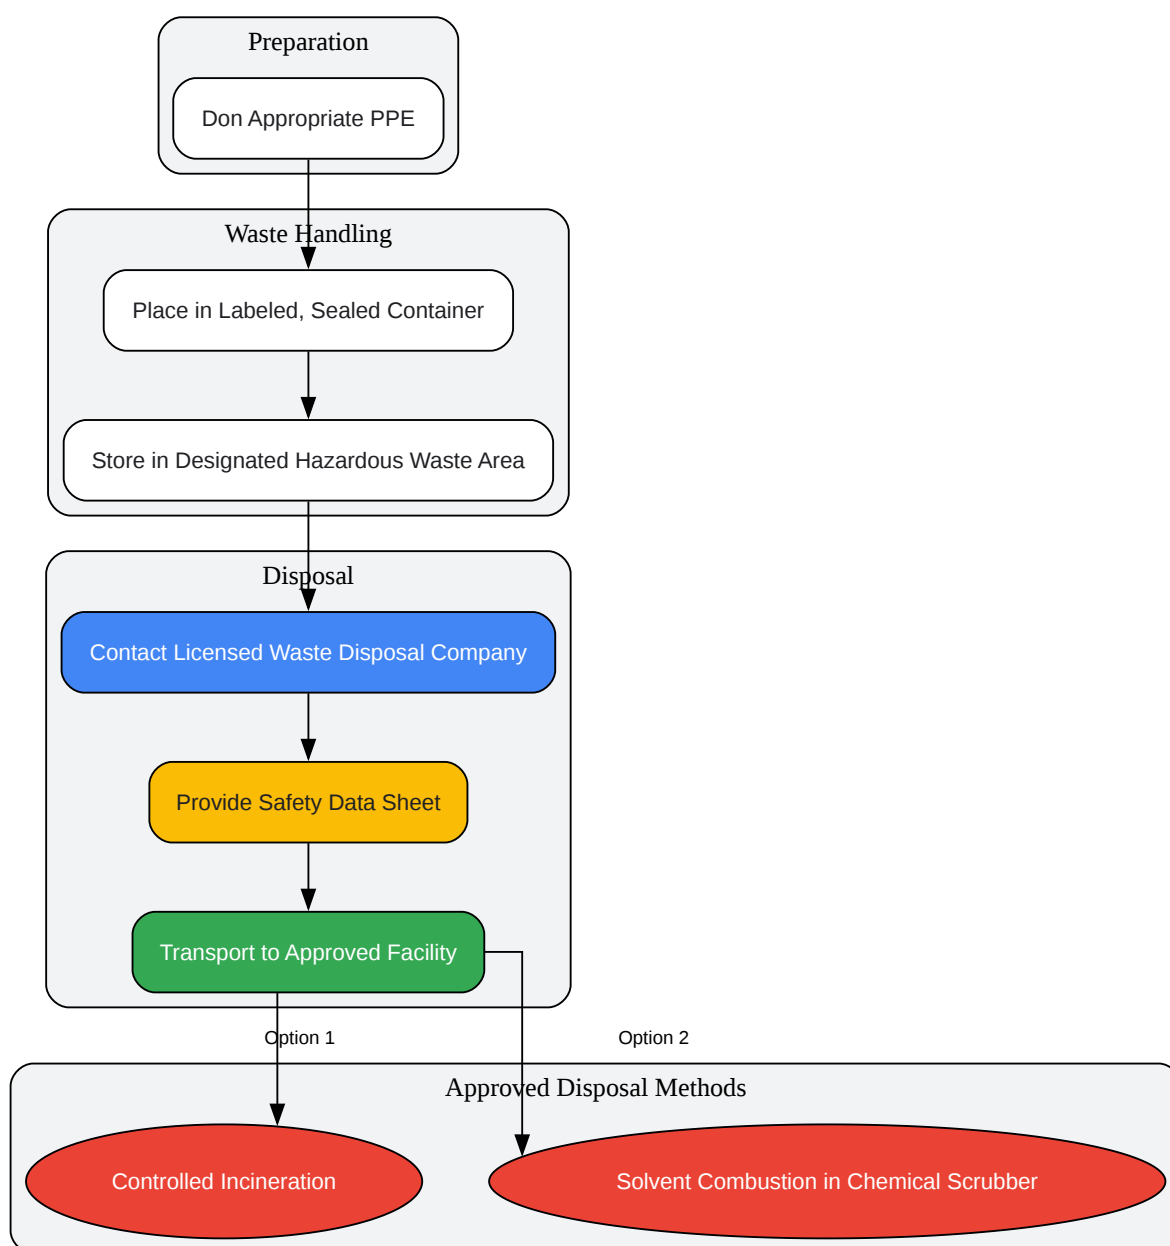 Preparation
Don Appropriate PPE
Waste Handling
Place in Labeled, Sealed Container
Store in Designated Hazardous Waste Area
Disposal
Contact Licensed Waste Disposal Company
Provide Safety Data Sheet
Transport to Approved Facility
Option 1
Option 2
Approved Disposal Methods
Controlled Incineration
Solvent Combustion in Chemical Scrubber